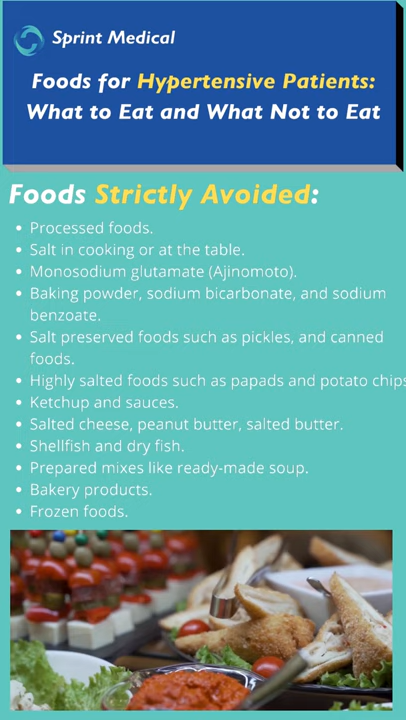 Sprint Medical
Foods for Hypertensive Patients:
What to Eat and What Not to Eat
Foods Strictly Avoided:
• Processed foods.
• Salt in cooking or at the table.
• Monosodium glutamate (Ajinomoto).
• Baking powder, sodium bicarbonate, and sodium
benzoate.
• Salt preserved foods such as pickles, and canned
foods.
• Highly salted foods such as papads and potato chips
• Ketchup and sauces.
• Salted cheese, peanut butter, salted butter.
• Shellfish and dry fish.
• Prepared mixes like ready-made soup.
• Bakery products.
• Frozen foods.